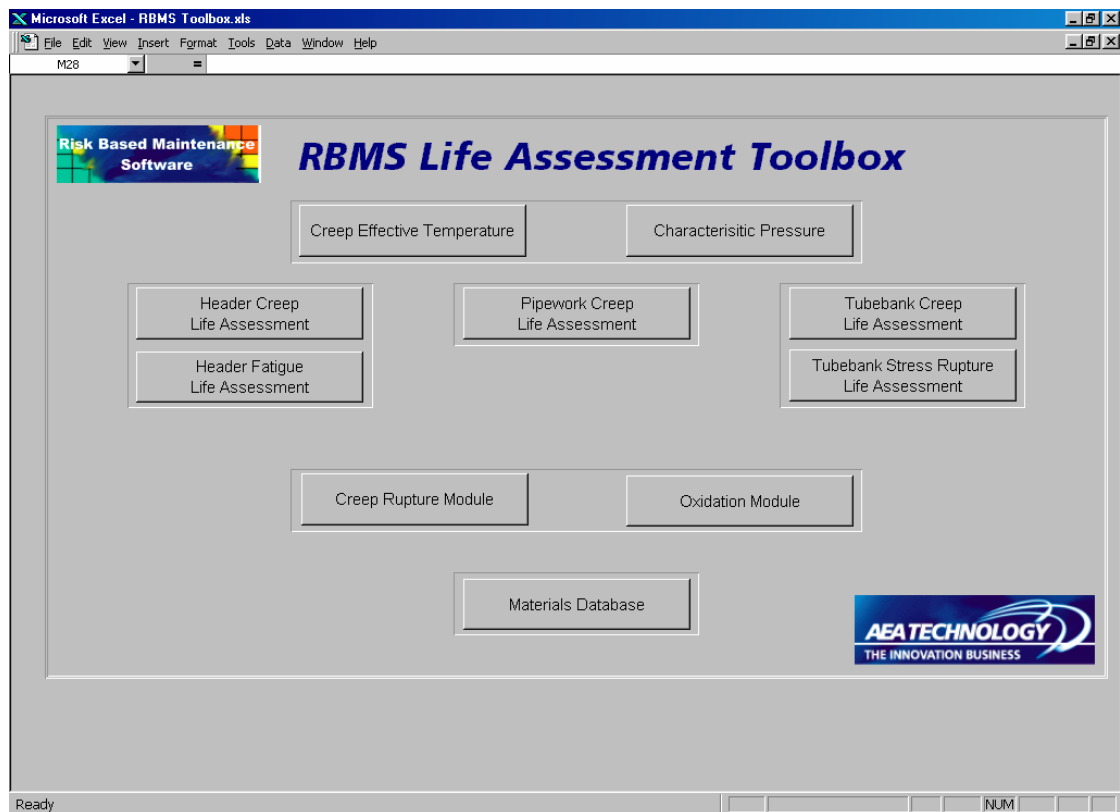 Microsoft Excel - RBMS Toolbox.xls
File Edit View Insert Format Tools Data Window Help
M28 =
Risk Based Maintenance
Software
RBMS Life Assessment Toolbox
Creep Effective Temperature
Characterisitic Pressure
Header Creep
Life Assessment
Pipework Creep
Life Assessment
Tubebank Creep
Life Assessment
Header Fatigue
Life Assessment
Tubebank Stress Rupture
Life Assessment
Creep Rupture Module
Oxidation Module
Materials Database
AEA TECHNOLOGY
THE INNOVATION BUSINESS
Ready
NUM